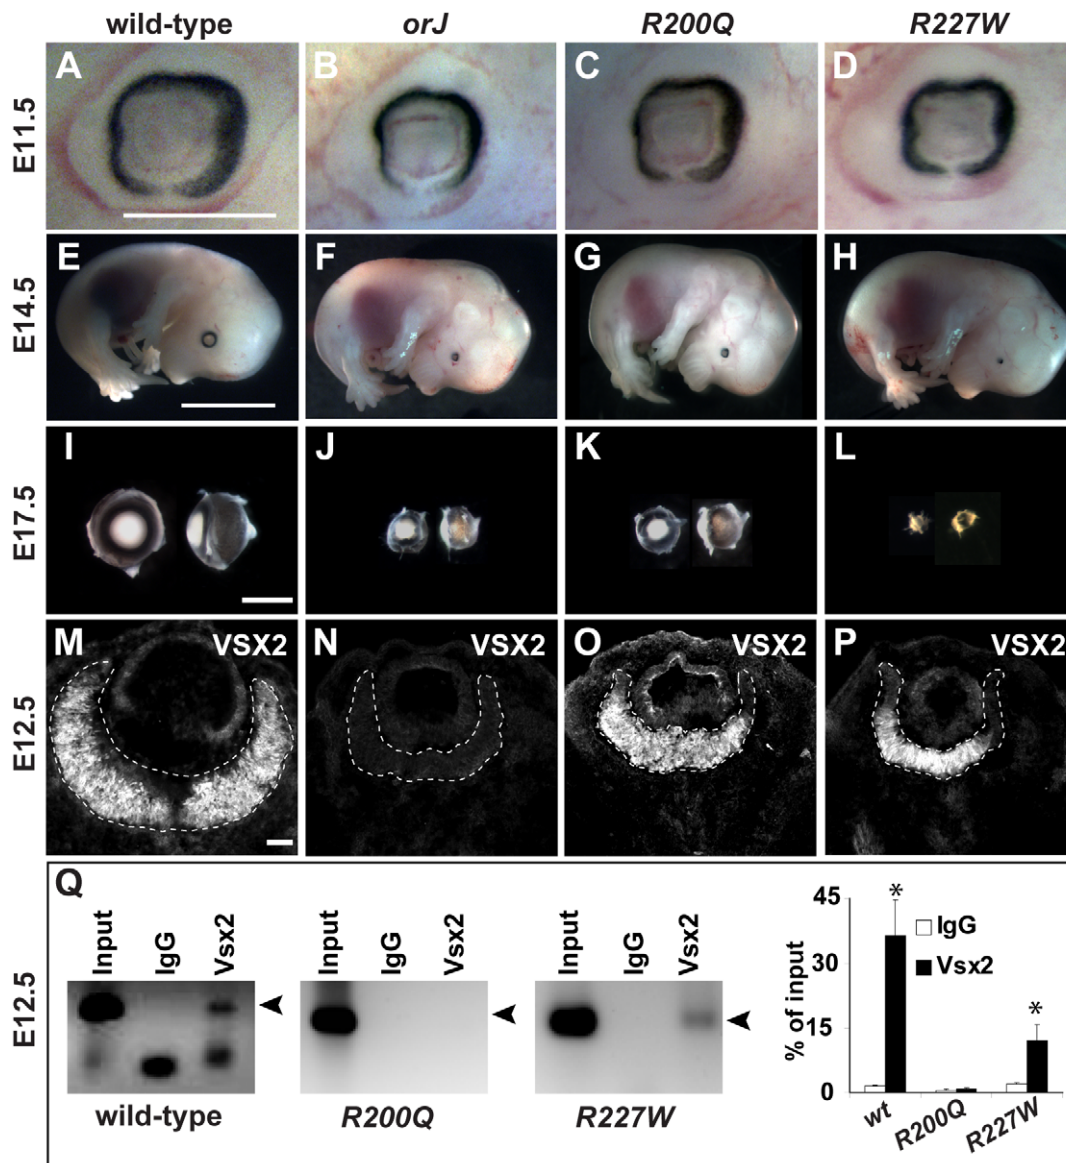 wild-type orJ R200Q R227W
E11.5 A B C D
E14.5 E F G H
E17.5 I J K L
E12.5 M VSX2 N VSX2 O VSX2 P VSX2
Q
E12.5
Input IgG Vsx2
wild-type
Input IgG Vsx2
R200Q
Input IgG Vsx2
R227W
% of input
45
30
15
0
* *
IgG
Vsx2
wt R200Q R227W